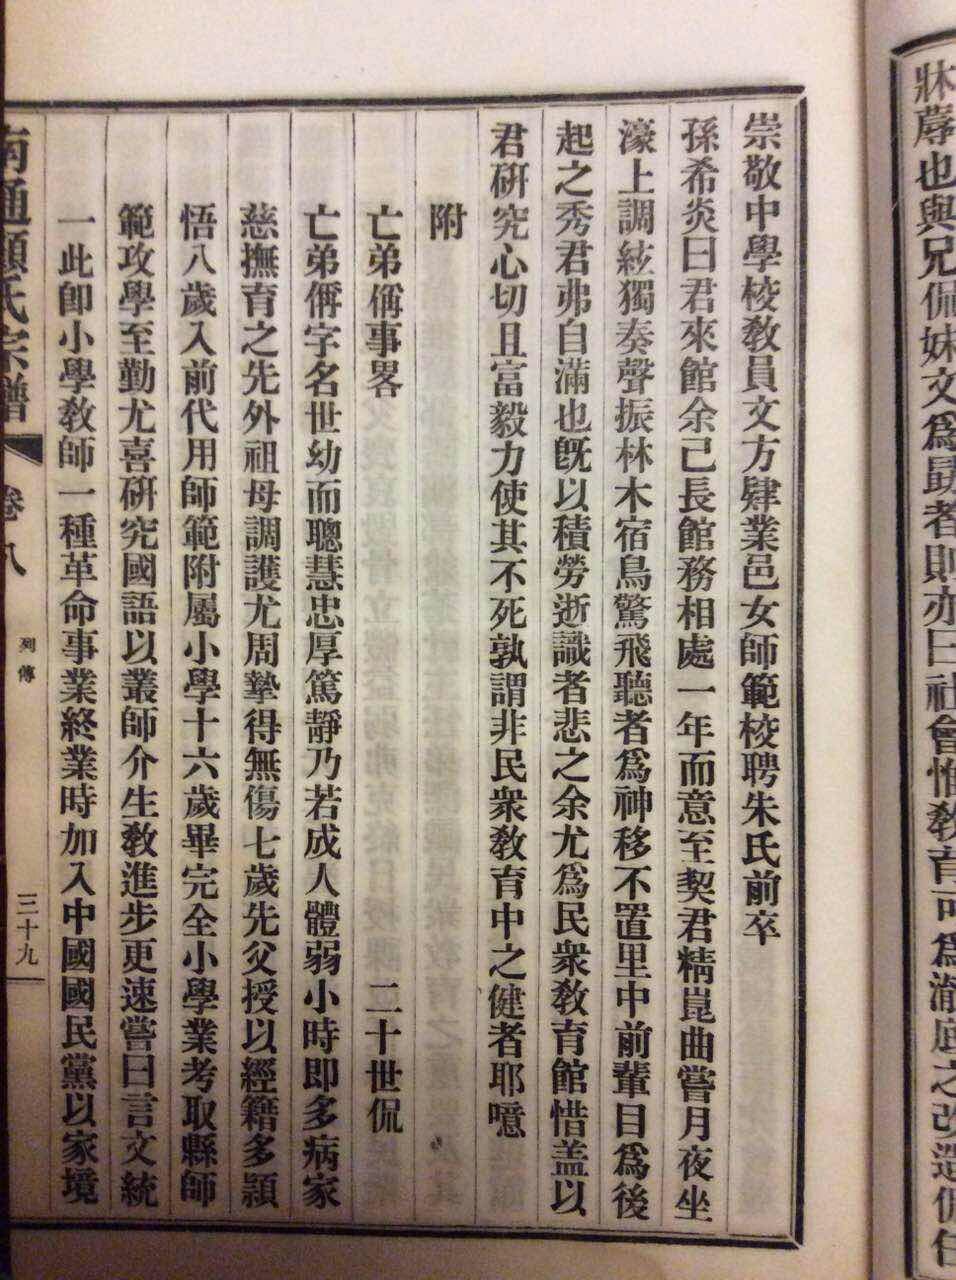 牀蓐也與兄侃妹文爲勗者則亦曰社會惟教育可爲澈底之改造
崇敬中學校教員文方肄業邑女師範校聘朱氏前卒
孫希炎曰君來館余己長館務相處一年而意至契君精崑曲嘗月夜坐
濠上調絃獨奏聲振林木宿鳥驚飛聽者爲神移不置里中前輩目爲後
起之秀君弗自滿也旣以積勞逝識者悲之余尤爲民衆教育館惜盖以
君研究心切且富毅力使其不死孰謂非民衆教育中之健者耶噫
附
亡弟偁事畧 二十世侃
亡弟偁字名世幼而聰慧忠厚篤靜乃若成人體弱小時即多病家
慈撫育之先外祖母調護尤周摯得無傷七歲先父授以經籍多穎
悟八歲入前代用師範附屬小學十六歲畢完全小學業考取縣師
範攻學至勤尤喜研究國語以叢師介生教進步更速嘗曰言文統
一此卽小學教師一種革命事業終業時加入中國國民黨以家境
南通顧氏宗譜 卷八 列傳 三十九